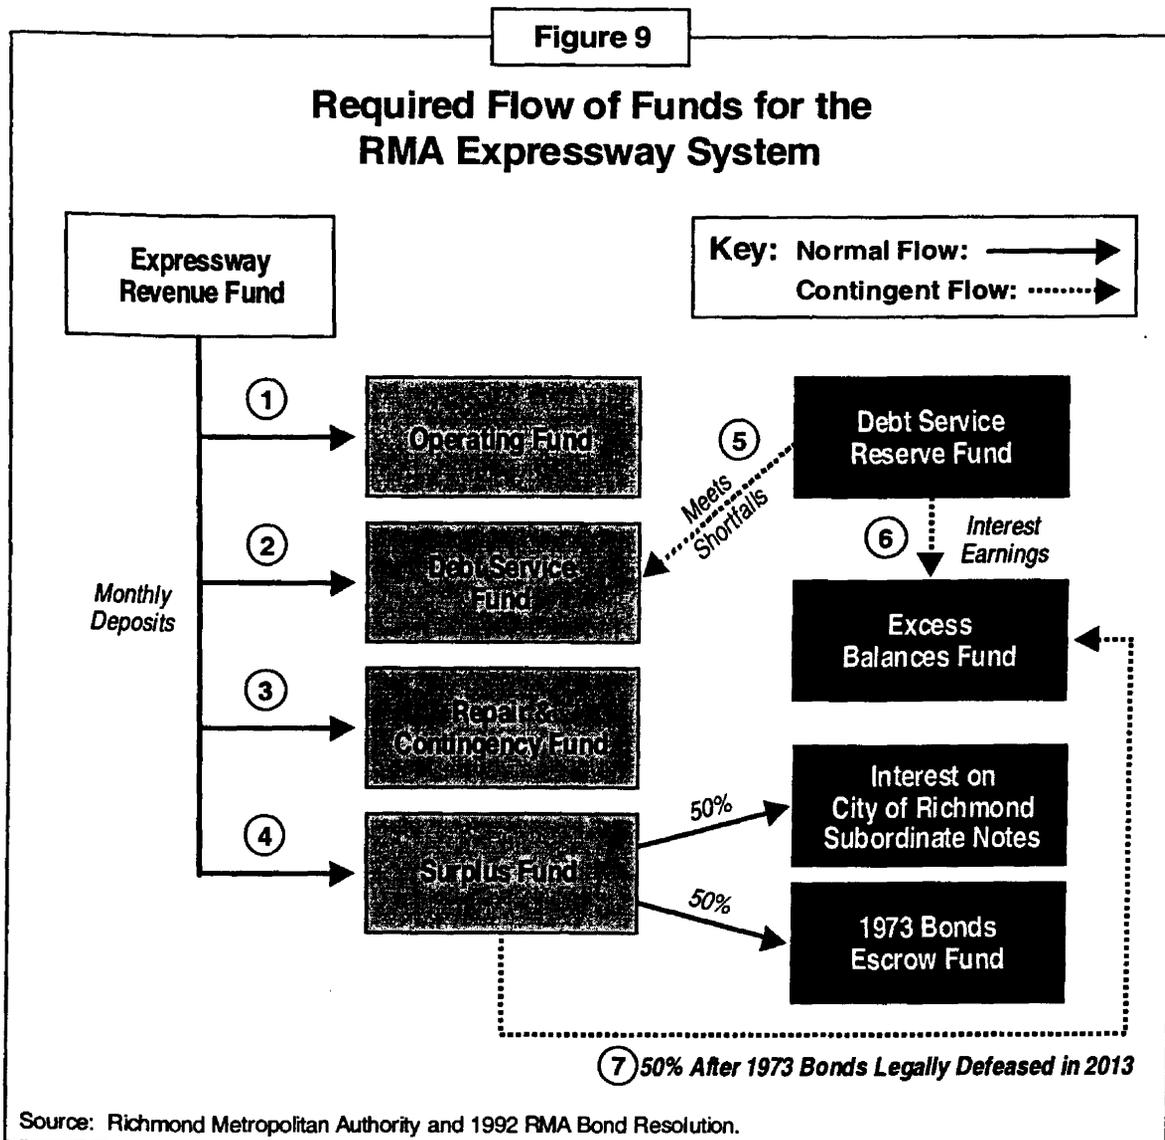 Figure 9
Required Flow of Funds for the
RMA Expressway System
Expressway
Revenue Fund
Key: Normal Flow:
Contingent Flow:
Monthly
Deposits
1
Operating Fund
2
Debt Service
Fund
3
Repair &
Contingency Fund
4
Surplus Fund
5
Meets
Shortfalls
Debt Service
Reserve Fund
6
Interest
Earnings
Excess
Balances Fund
50%
Interest on
City of Richmond
Subordinate Notes
50%
1973 Bonds
Escrow Fund
7 50% After 1973 Bonds Legally Defeased in 2013
Source: Richmond Metropolitan Authority and 1992 RMA Bond Resolution.